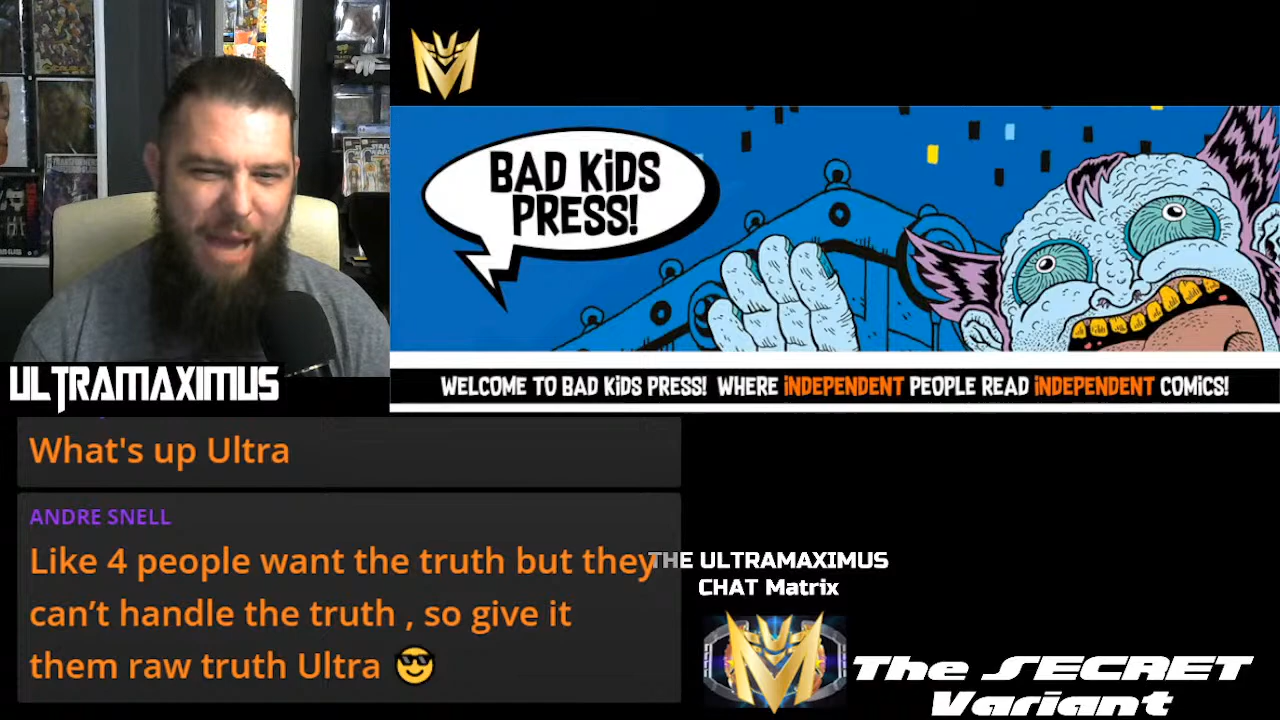 BAD KiDS
PRESS!
WELCOME TO BAD KiDS PRESS! WHERE iNDEPENDENT PEOPLE READ iNDEPENDENT COMiCS!
ULTRAMAXIMUS
What's up Ultra
ANDRE SNELL
Like 4 people want the truth but they
can’t handle the truth , so give it
them raw truth Ultra 😎
THE ULTRAMAXIMUS
CHAT Matrix
The SECRET
Variant